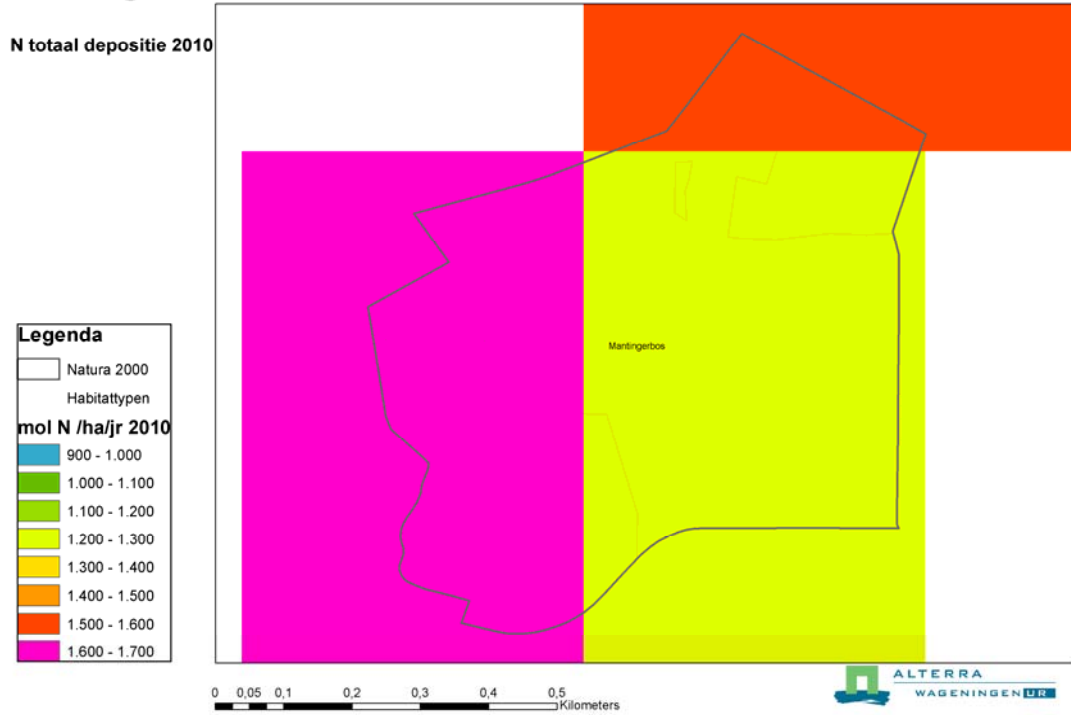 N totaal depositie 2010
Mantingerbos
Legenda
Natura 2000
Habitattypen
mol N /ha/jr 2010
900 - 1.000
1.000 - 1.100
1.100 - 1.200
1.200 - 1.300
1.300 - 1.400
1.400 - 1.500
1.500 - 1.600
1.600 - 1.700
0 0,05 0,1 0,2 0,3 0,4 0,5
Kilometers
ALTERRA
WAGENINGEN UR